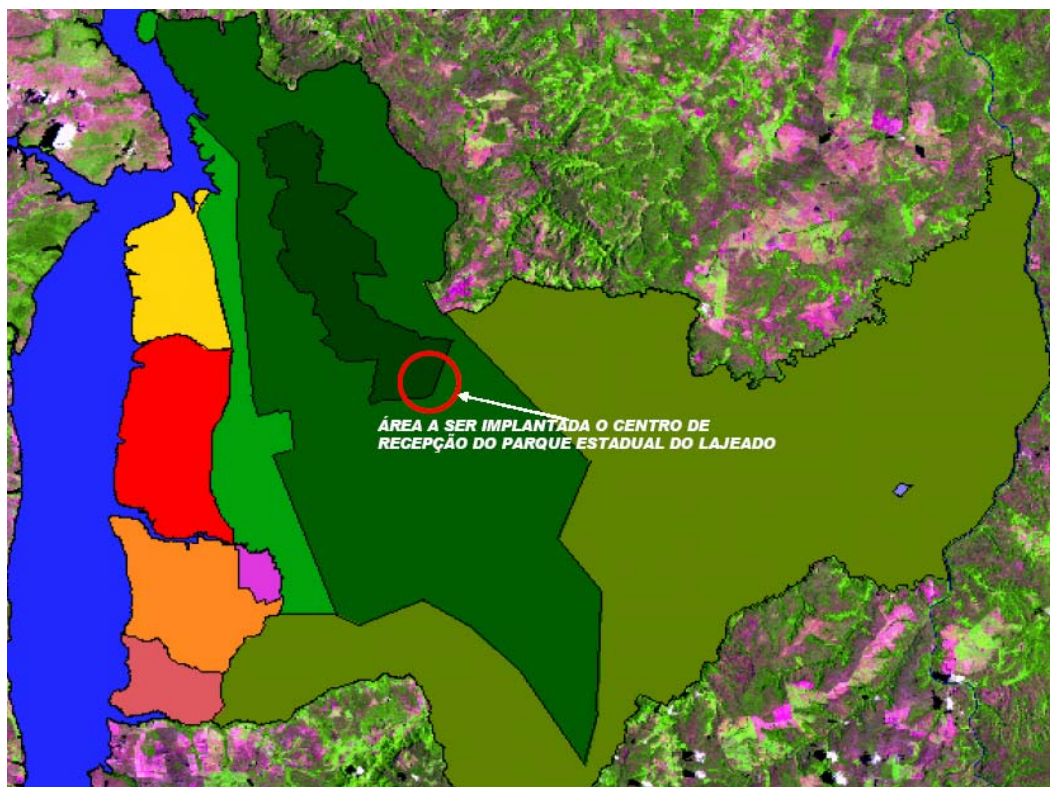 ÁREA A SER IMPLANTADA O CENTRO DE
RECEPÇÃO DO PARQUE ESTADUAL DO LAJEADO